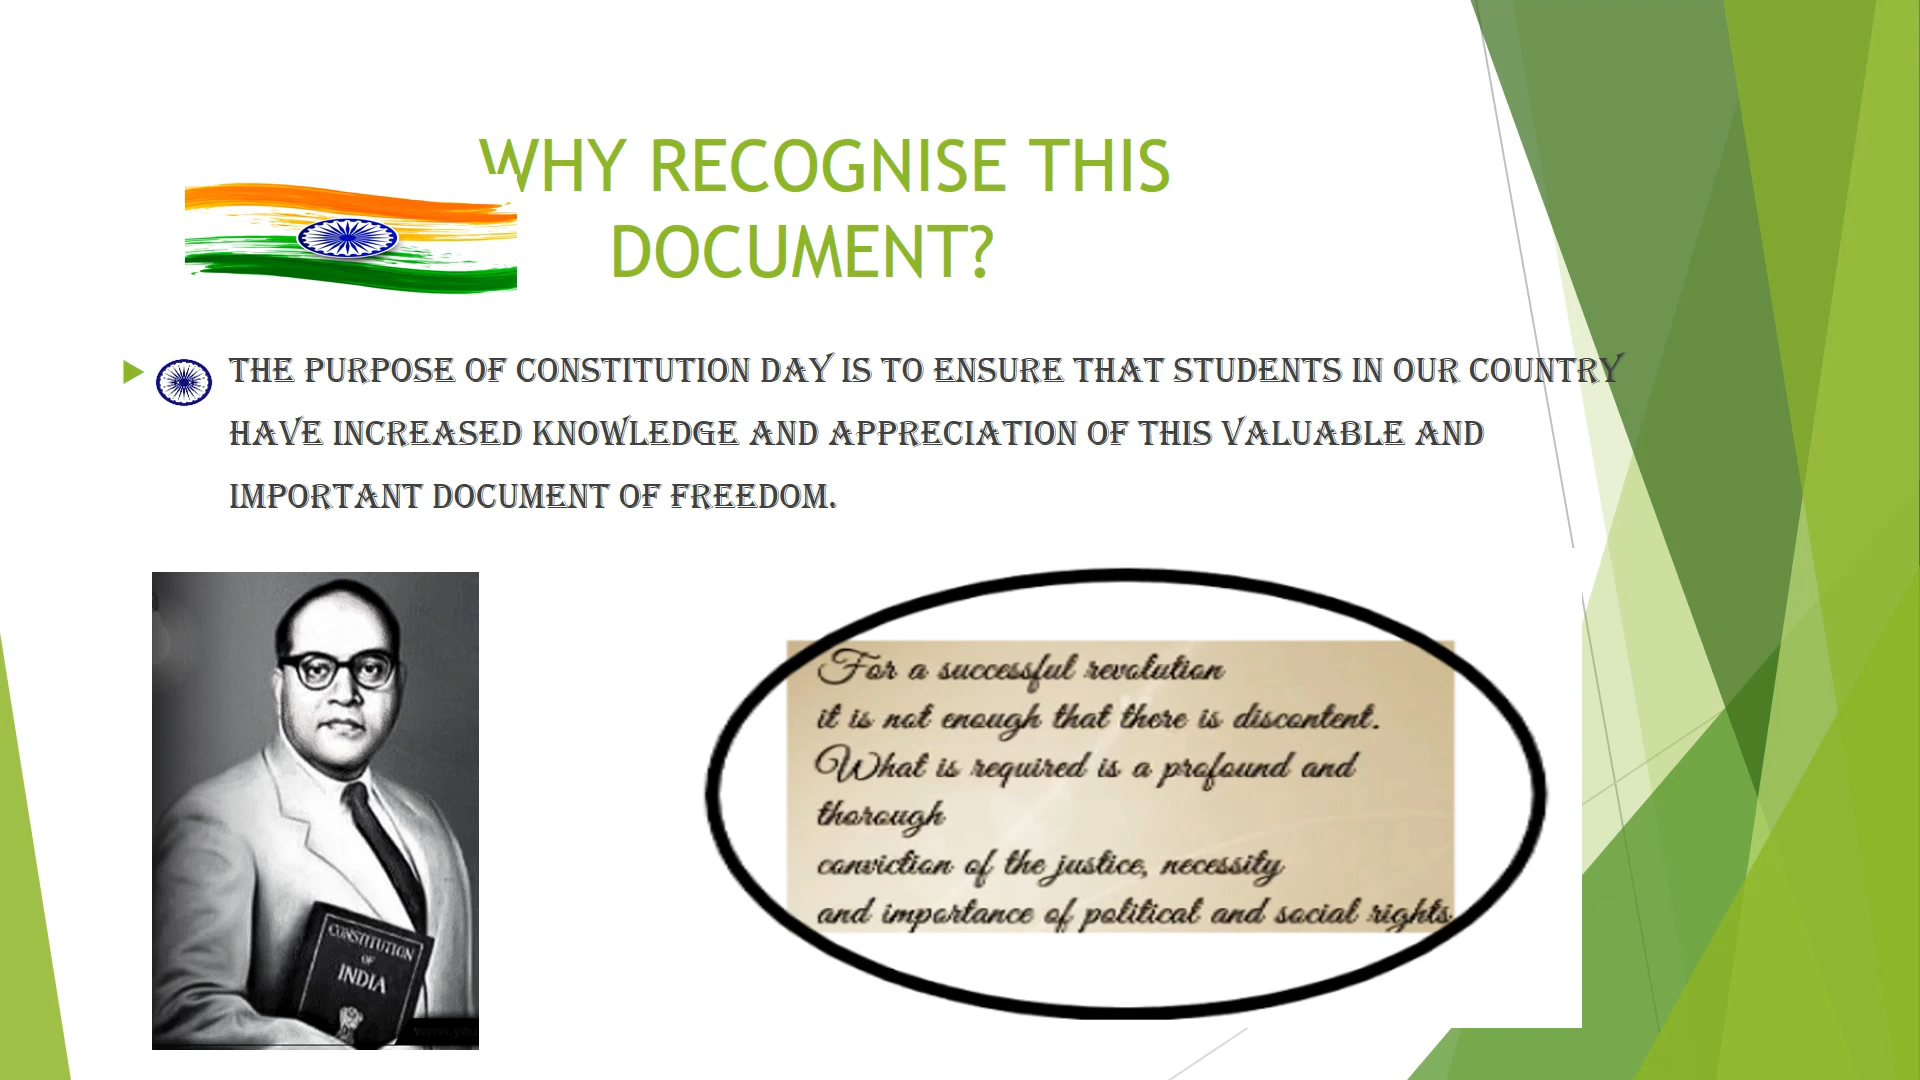 WHY RECOGNISE THIS
DOCUMENT?
THE PURPOSE OF CONSTITUTION DAY IS TO ENSURE THAT STUDENTS IN OUR COUNTRY
HAVE INCREASED KNOWLEDGE AND APPRECIATION OF THIS VALUABLE AND
IMPORTANT DOCUMENT OF FREEDOM.
CONSTITUTION
OF
INDIA
For a successful revolution
it is not enough that there is discontent.
What is required is a profound and
thorough
conviction of the justice, necessity
and importance of political and social rights.